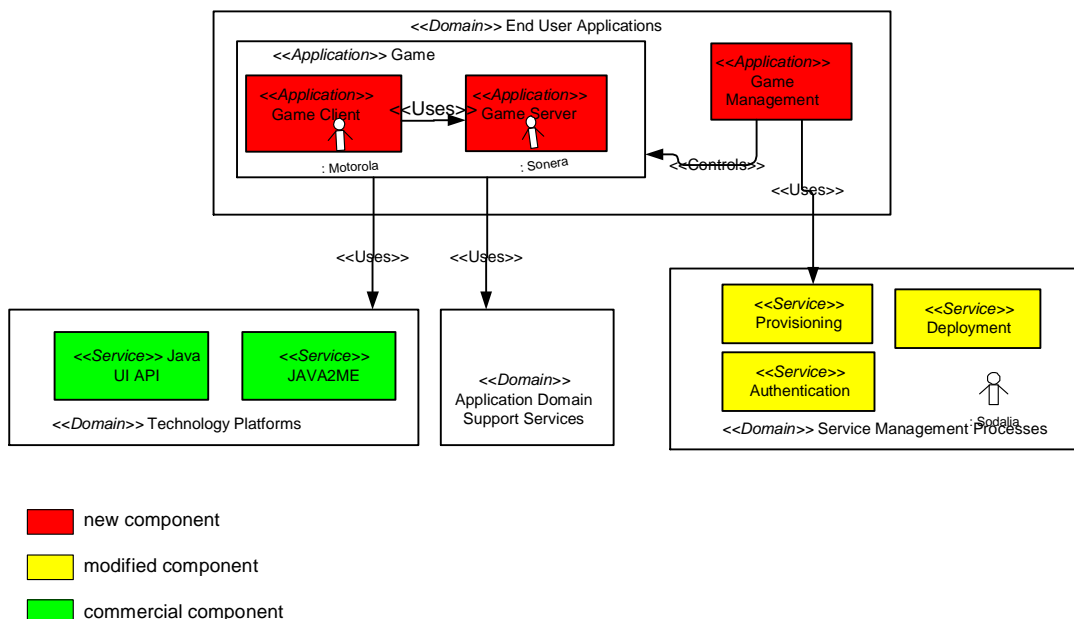 <<Domain>> End User Applications
<<Application>> Game
<<Application>>
Game Client
: Motorola
<<Uses>>
<<Application>>
Game Server
: Sonera
<<Application>>
Game
Management
<<Controls>>
<<Uses>>
<<Uses>>
<<Uses>>
<<Service>> Java
UI API
<<Service>>
JAVA2ME
<<Domain>> Technology Platforms
<<Domain>>
Application Domain
Support Services
<<Service>>
Provisioning
<<Service>>
Deployment
<<Service>>
Authentication
: Sodalia
<<Domain>> Service Management Processes
new component
modified component
commercial component